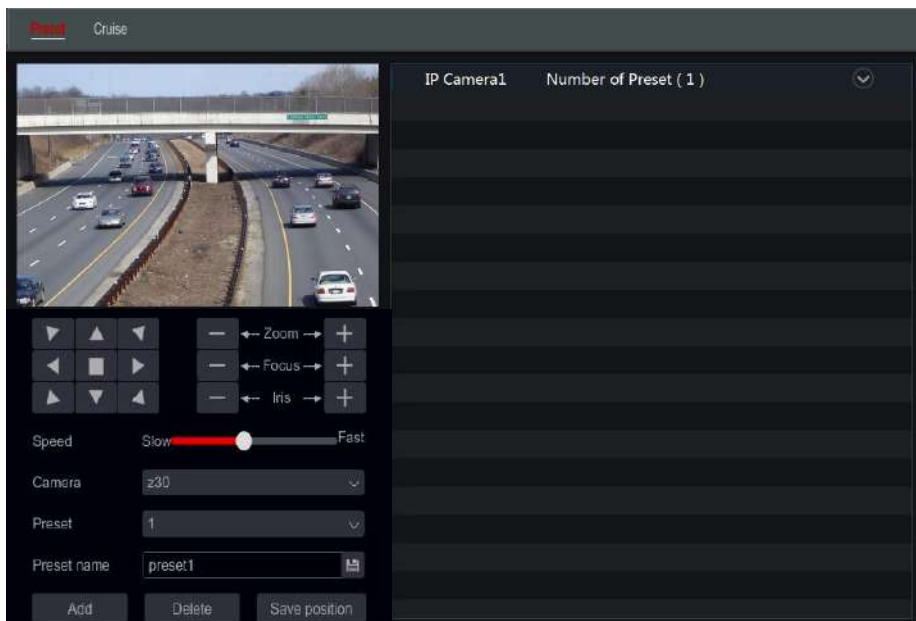 Preset Cruise
IP Camera1 Number of Preset ( 1 )
Zoom
Focus
Iris
Speed Slow Fast
Camera z30
Preset 1
Preset name preset1
Add Delete Save position